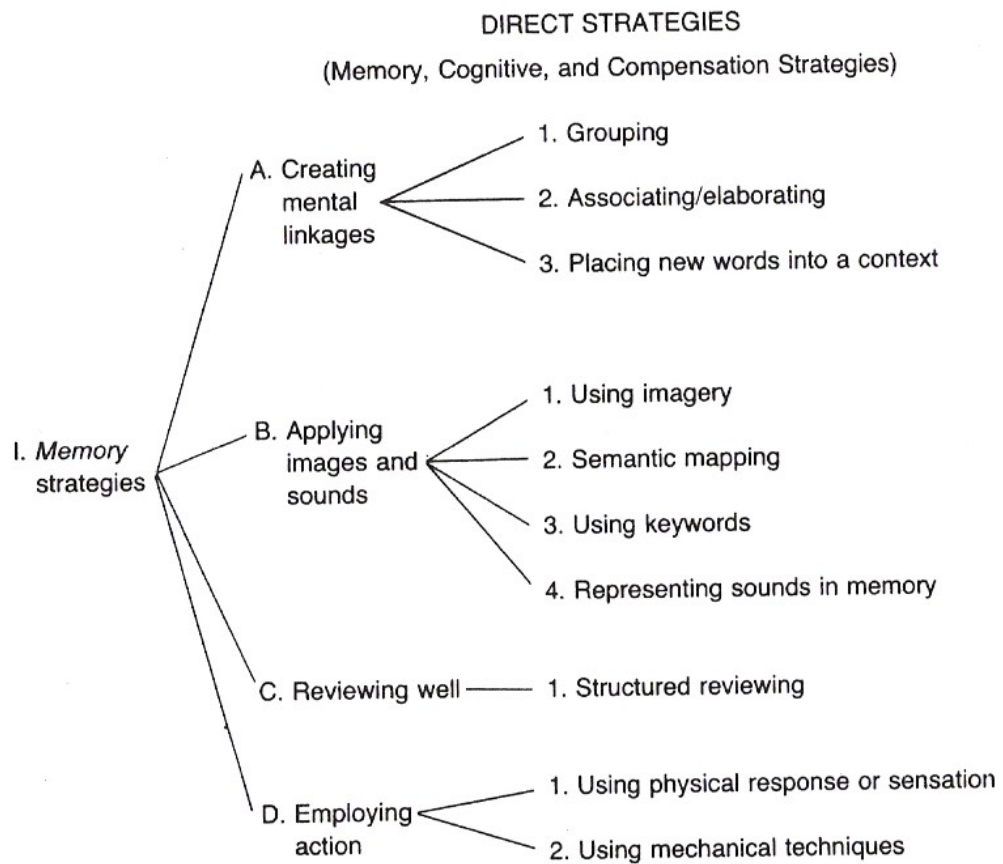 DIRECT STRATEGIES
(Memory, Cognitive, and Compensation Strategies)
I. Memory
strategies
A. Creating
mental
linkages
1. Grouping
2. Associating/elaborating
3. Placing new words into a context
B. Applying
images and
sounds
1. Using imagery
2. Semantic mapping
3. Using keywords
4. Representing sounds in memory
C. Reviewing well
1. Structured reviewing
D. Employing
action
1. Using physical response or sensation
2. Using mechanical techniques